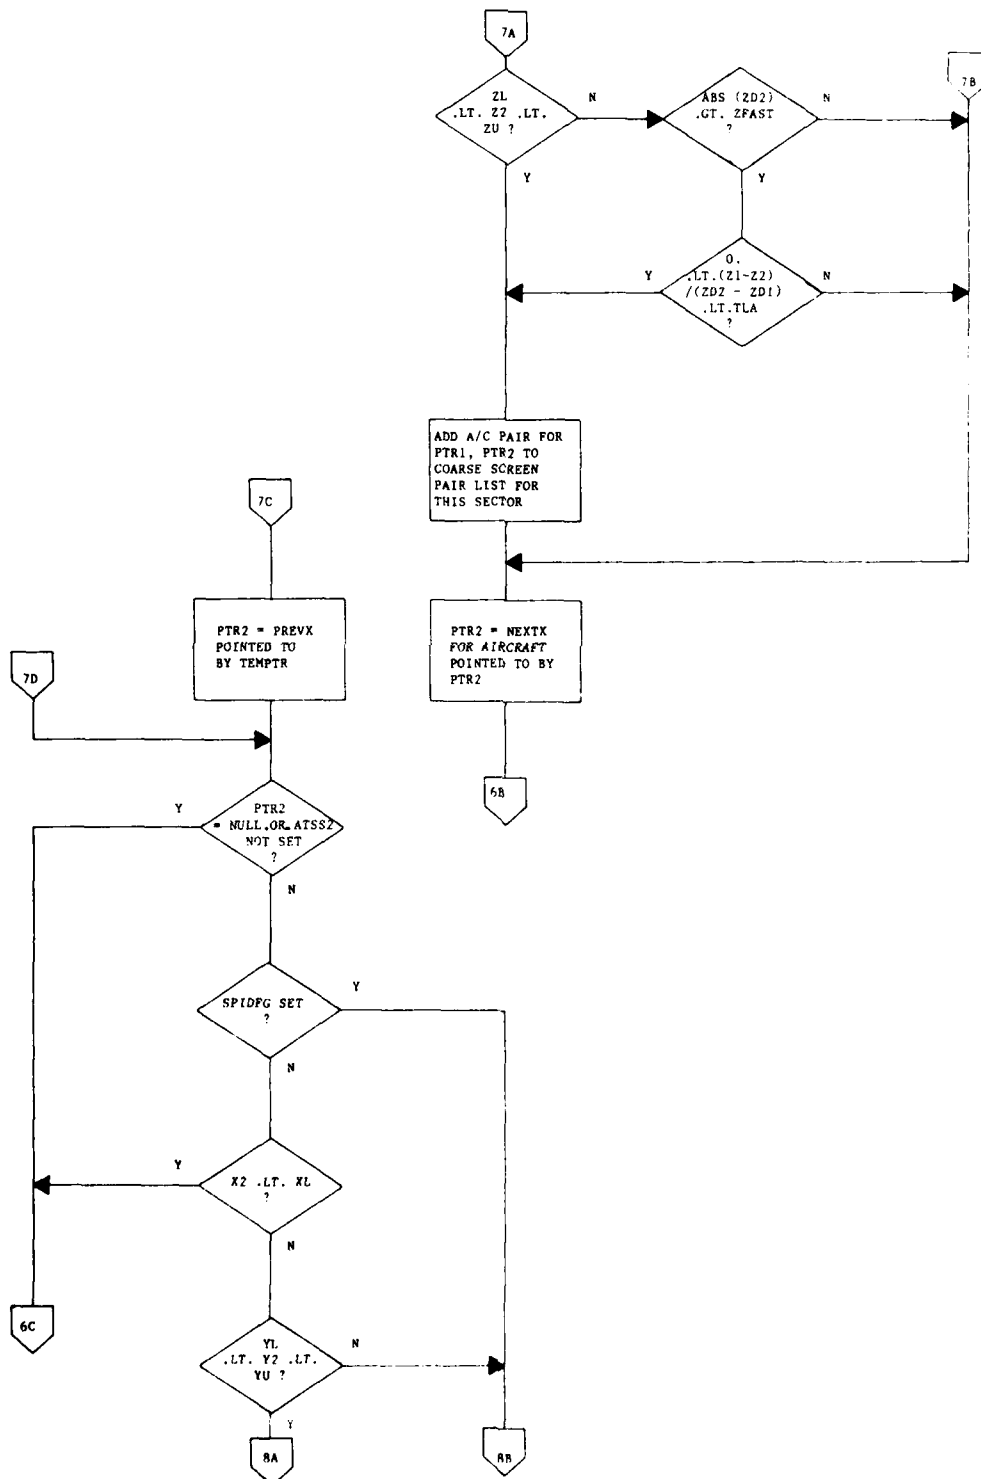 7A
ZL
.LT. Z2 .LT.
ZU ?
N
Y
ABS (ZD2)
.GT. ZFAST
?
N
Y
7B
0.
.LT.(Z1-Z2)
/(ZD2 - ZD1)
.LT.TLA
?
Y
N
ADD A/C PAIR FOR
PTR1, PTR2 TO
COARSE SCREEN
PAIR LIST FOR
THIS SECTOR
PTR2 = NEXTX
FOR AIRCRAFT
POINTED TO BY
PTR2
6B
7C
PTR2 = PREVX
POINTED TO
BY TEMPTR
7D
PTR2
= NULL.OR.ATSS2
NOT SET
?
Y
N
SPIDFG SET
?
Y
N
X2 .LT. XL
?
Y
N
6C
YL
.LT. Y2 .LT.
YU ?
N
Y
8A
8B